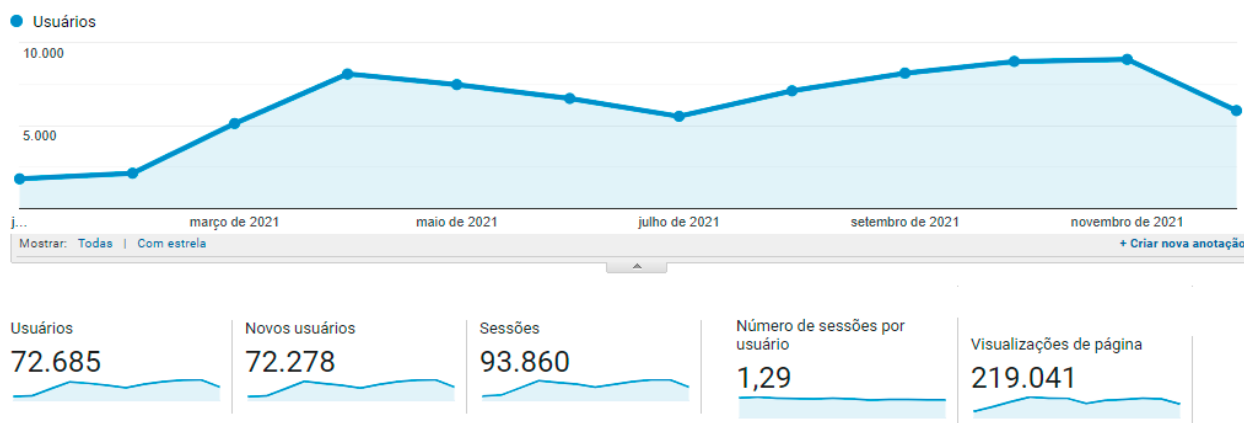 Usuários
10.000
5.000
j...
março de 2021
maio de 2021
julho de 2021
setembro de 2021
novembro de 2021
Mostrar: Todas | Com estrela
+ Criar nova anotação
Usuários
72.685
Novos usuários
72.278
Sessões
93.860
Número de sessões por
usuário
1,29
Visualizações de página
219.041